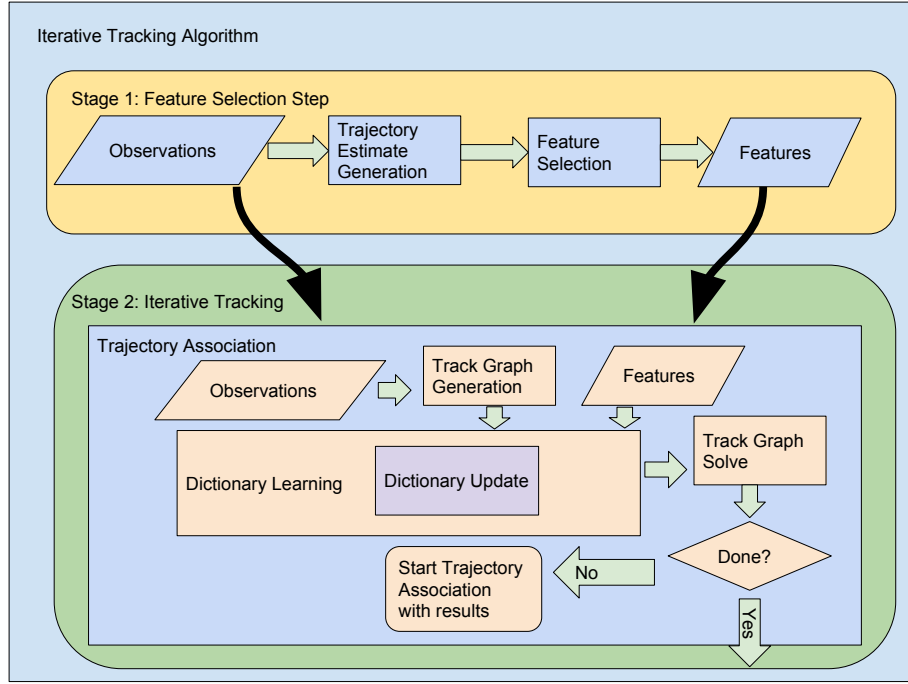 Iterative Tracking Algorithm
Stage 1: Feature Selection Step
Observations
Trajectory
Estimate
Generation
Feature
Selection
Features
Stage 2: Iterative Tracking
Trajectory Association
Observations
Track Graph
Generation
Features
Dictionary Learning
Dictionary Update
Track Graph
Solve
Done?
No
Start Trajectory
Association
with results
Yes